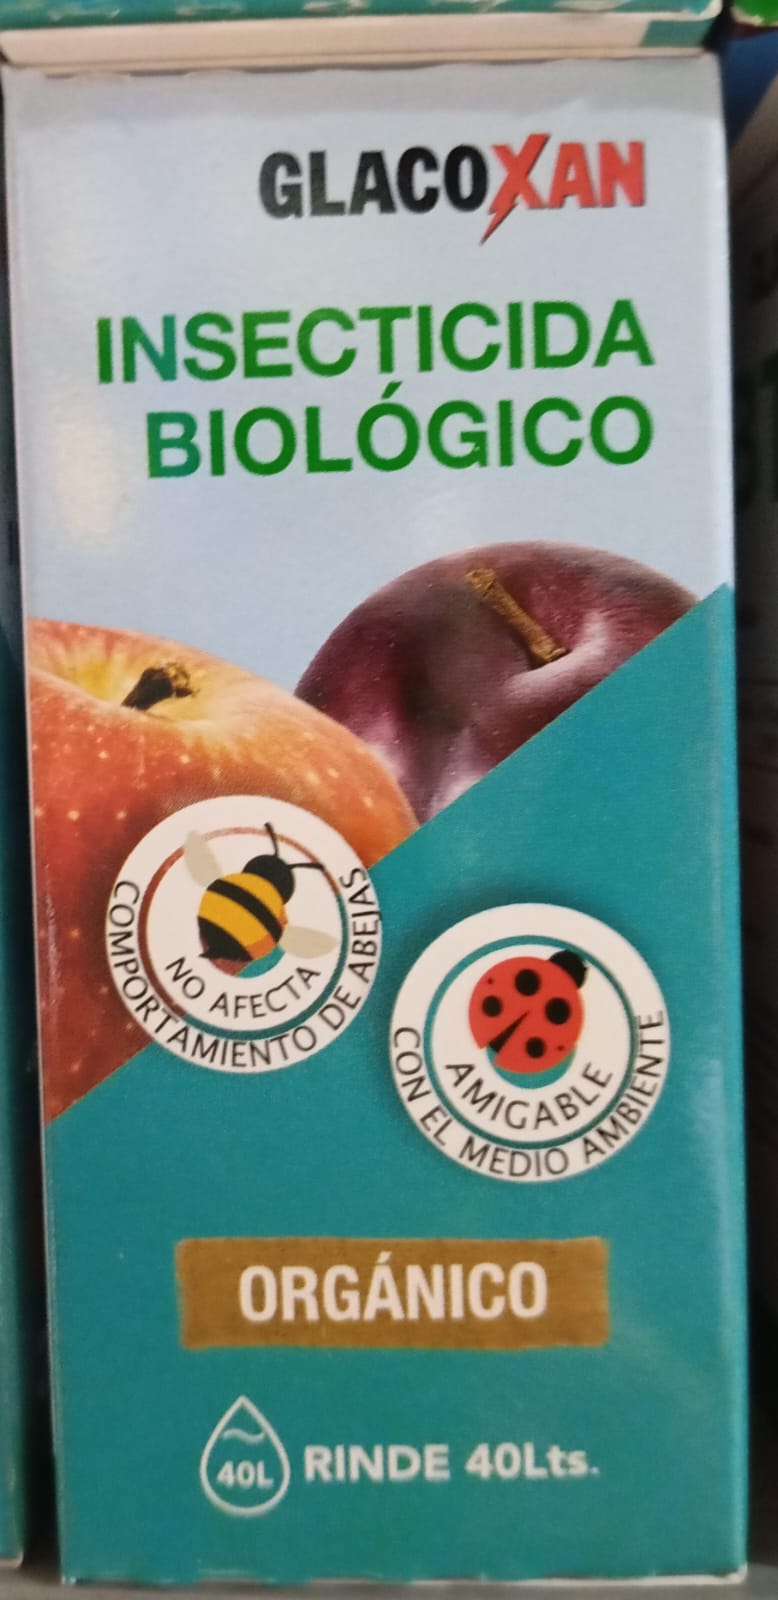 GLACOXAN
INSECTICIDA
BIOLÓGICO
NO AFECTA
COMPORTAMIENTO DE ABEJAS
AMIGABLE
CON EL MEDIO AMBIENTE
ORGÁNICO
40L RINDE 40Lts.